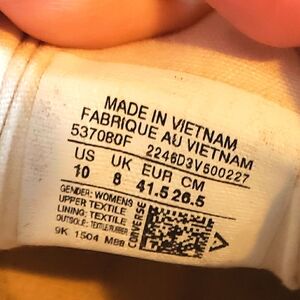 MADE IN VIETNAM
FABRIQUE AU VIETNAM
537080F 2246D3V600227
US UK EUR CM
10 8 41.5 26.5
GENDER: WOMENS
UPPER: TEXTILE
LINING: TEXTILE
OUTSOLE: TEXTILE/RUBBER
9K 1504 MBB
CONVERSE